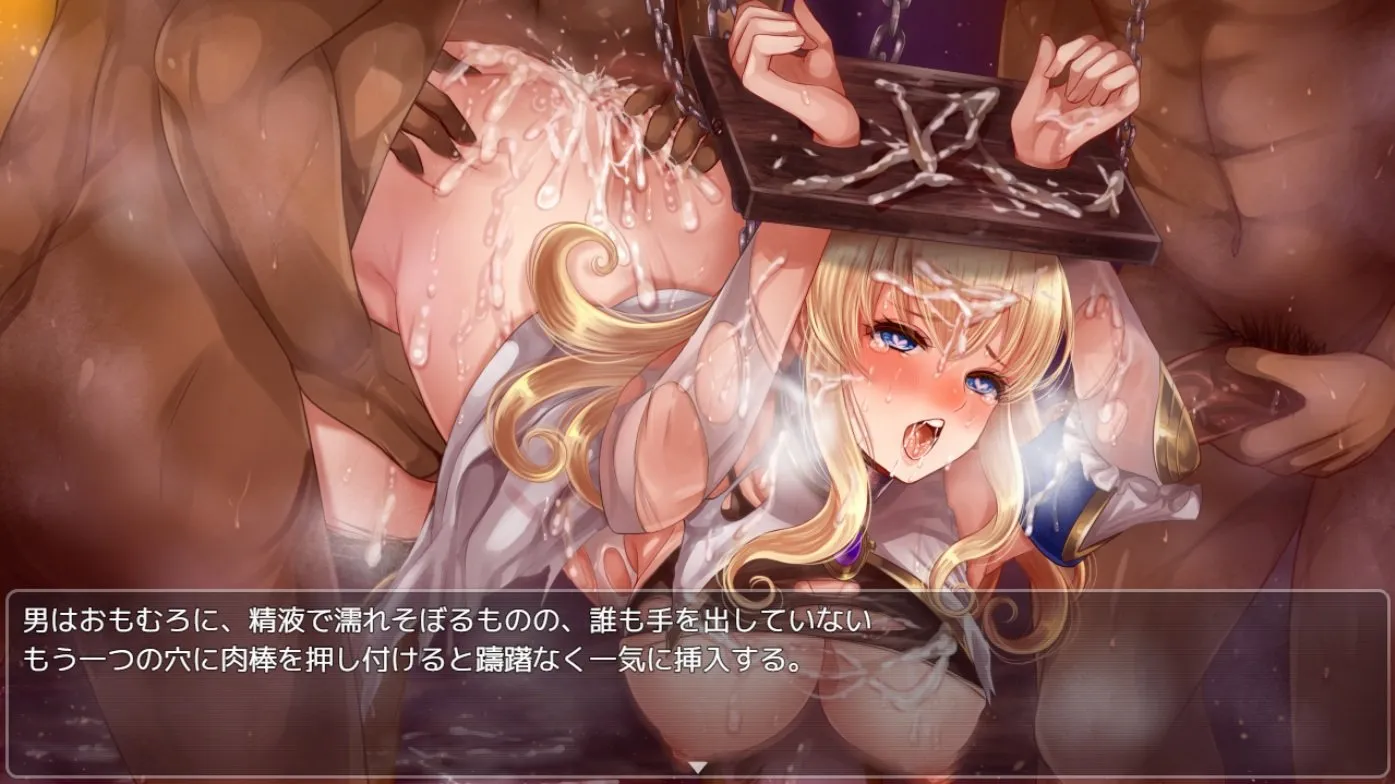 男はおもむろに、精液で濡れそぼるものの、誰も手を出していない
もう一つの穴に肉棒を押し付けると躊躇なく一気に挿入する。